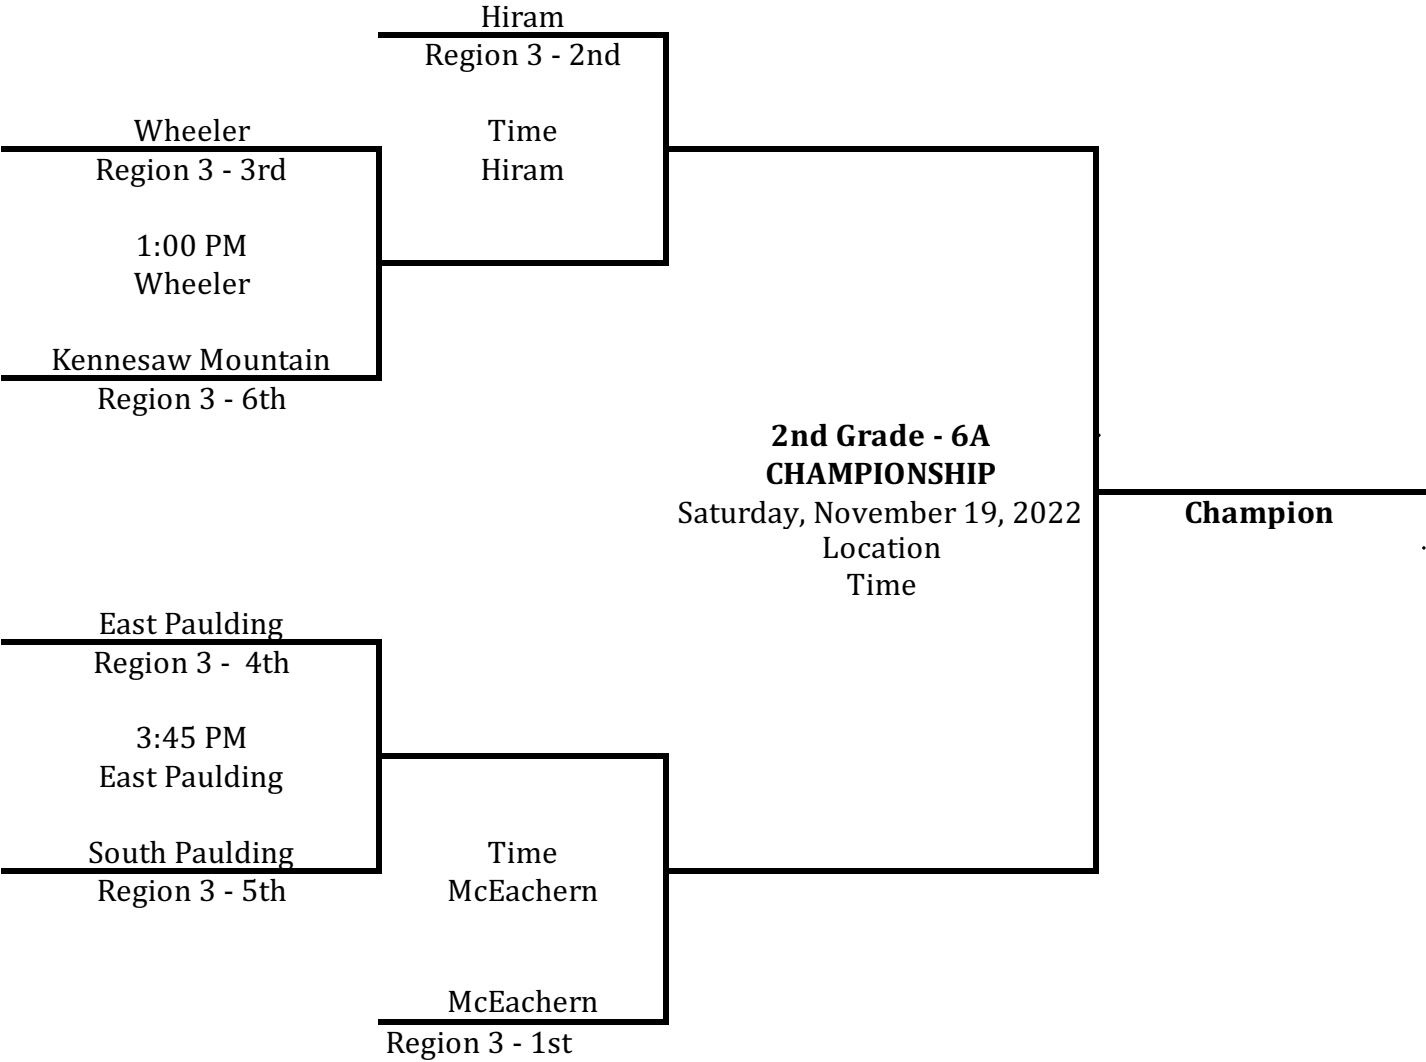 Hiram
Region 3 - 2nd
Wheeler
Region 3 - 3rd
Time
Hiram
1:00 PM
Wheeler
Kennesaw Mountain
Region 3 - 6th
2nd Grade - 6A
CHAMPIONSHIP
Saturday, November 19, 2022
Location
Time
Champion
East Paulding
Region 3 -  4th
3:45 PM
East Paulding
South Paulding
Region 3 - 5th
Time
McEachern
McEachern
Region 3 - 1st